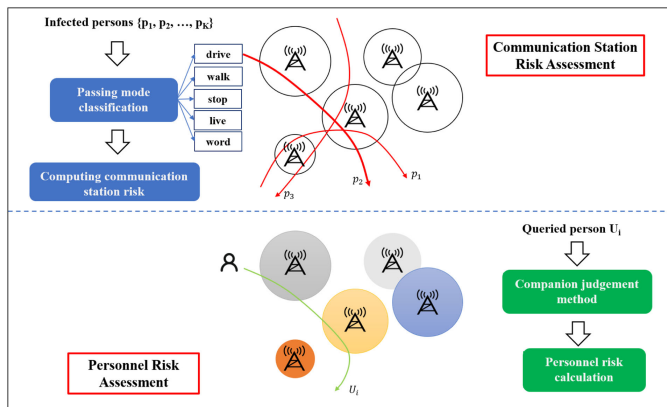 Infected persons {p₁, p₂, …, p_K}
Passing mode
classification
drive
walk
stop
live
word
Computing communication
station risk
Communication Station
Risk Assessment
p₁
p₂
p₃
Queried person Uᵢ
Companion judgement
method
Personnel risk
calculation
Personnel Risk
Assessment
Uᵢ